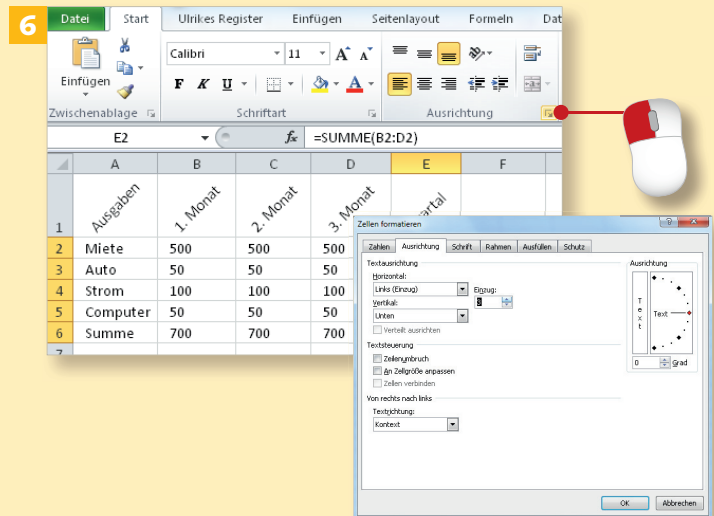 6
Datei Start Ulrikes Register Einfügen Seitenlayout Formeln Dat
Einfügen
Calibri 11 A A
F K U A
Zwischenablage Schriftart Ausrichtung
E2 fx =SUMME(B2:D2)
A B C D E F
1 Ausgaben 1. Monat 2. Monat 3. Monat artal
2 Miete 500 500 500
3 Auto 50 50 50
4 Strom 100 100 100
5 Computer 50 50 50
6 Summe 700 700 700
7
Zellen formatieren
Zahlen Ausrichtung Schrift Rahmen Ausfüllen Schutz
Textausrichtung
Horizontal:
Links (Einzug) Einzug:
Vertikal:
Unten
Verteilt ausrichten
Textsteuerung
Zeilenumbruch
An Zellgröße anpassen
Zellen verbinden
Von rechts nach links
Textrichtung:
Kontext
Ausrichtung
Text
Text
0 Grad
OK Abbrechen